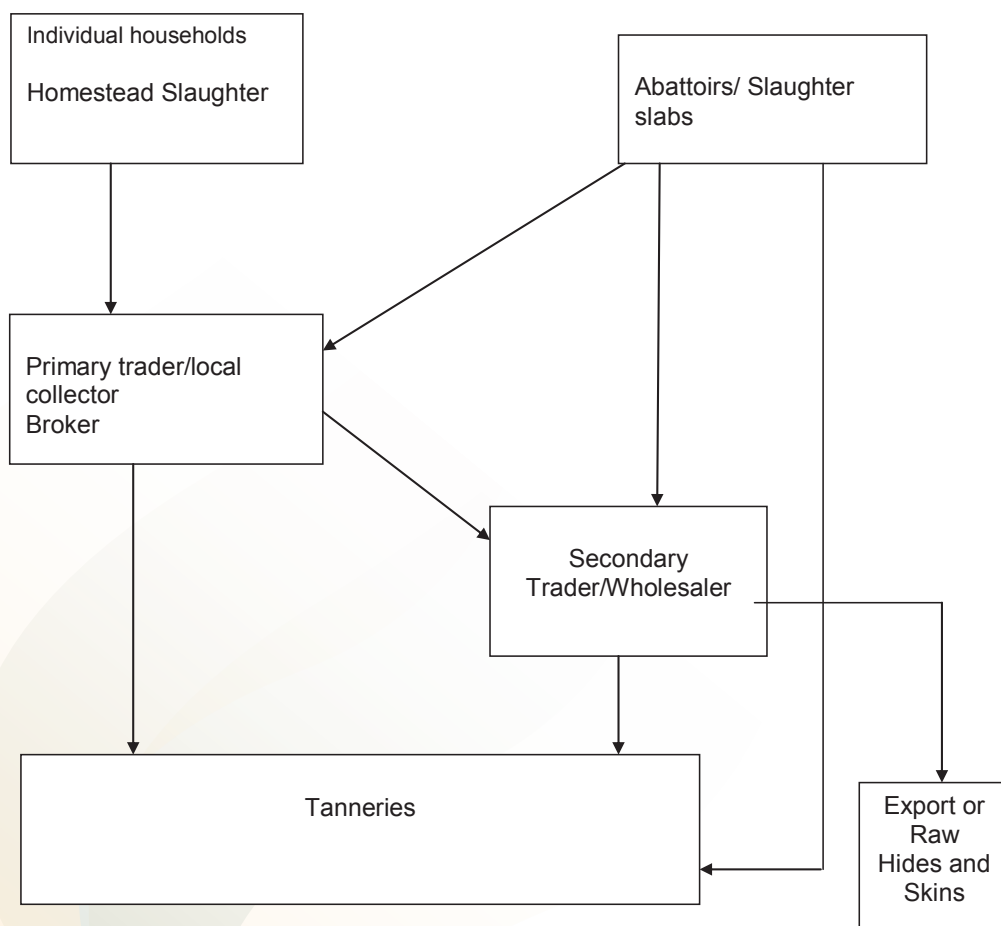 Individual households
Homestead Slaughter
Abattoirs/ Slaughter
slabs
Primary trader/local
collector
Broker
Secondary
Trader/Wholesaler
Tanneries
Export or
Raw
Hides and
Skins